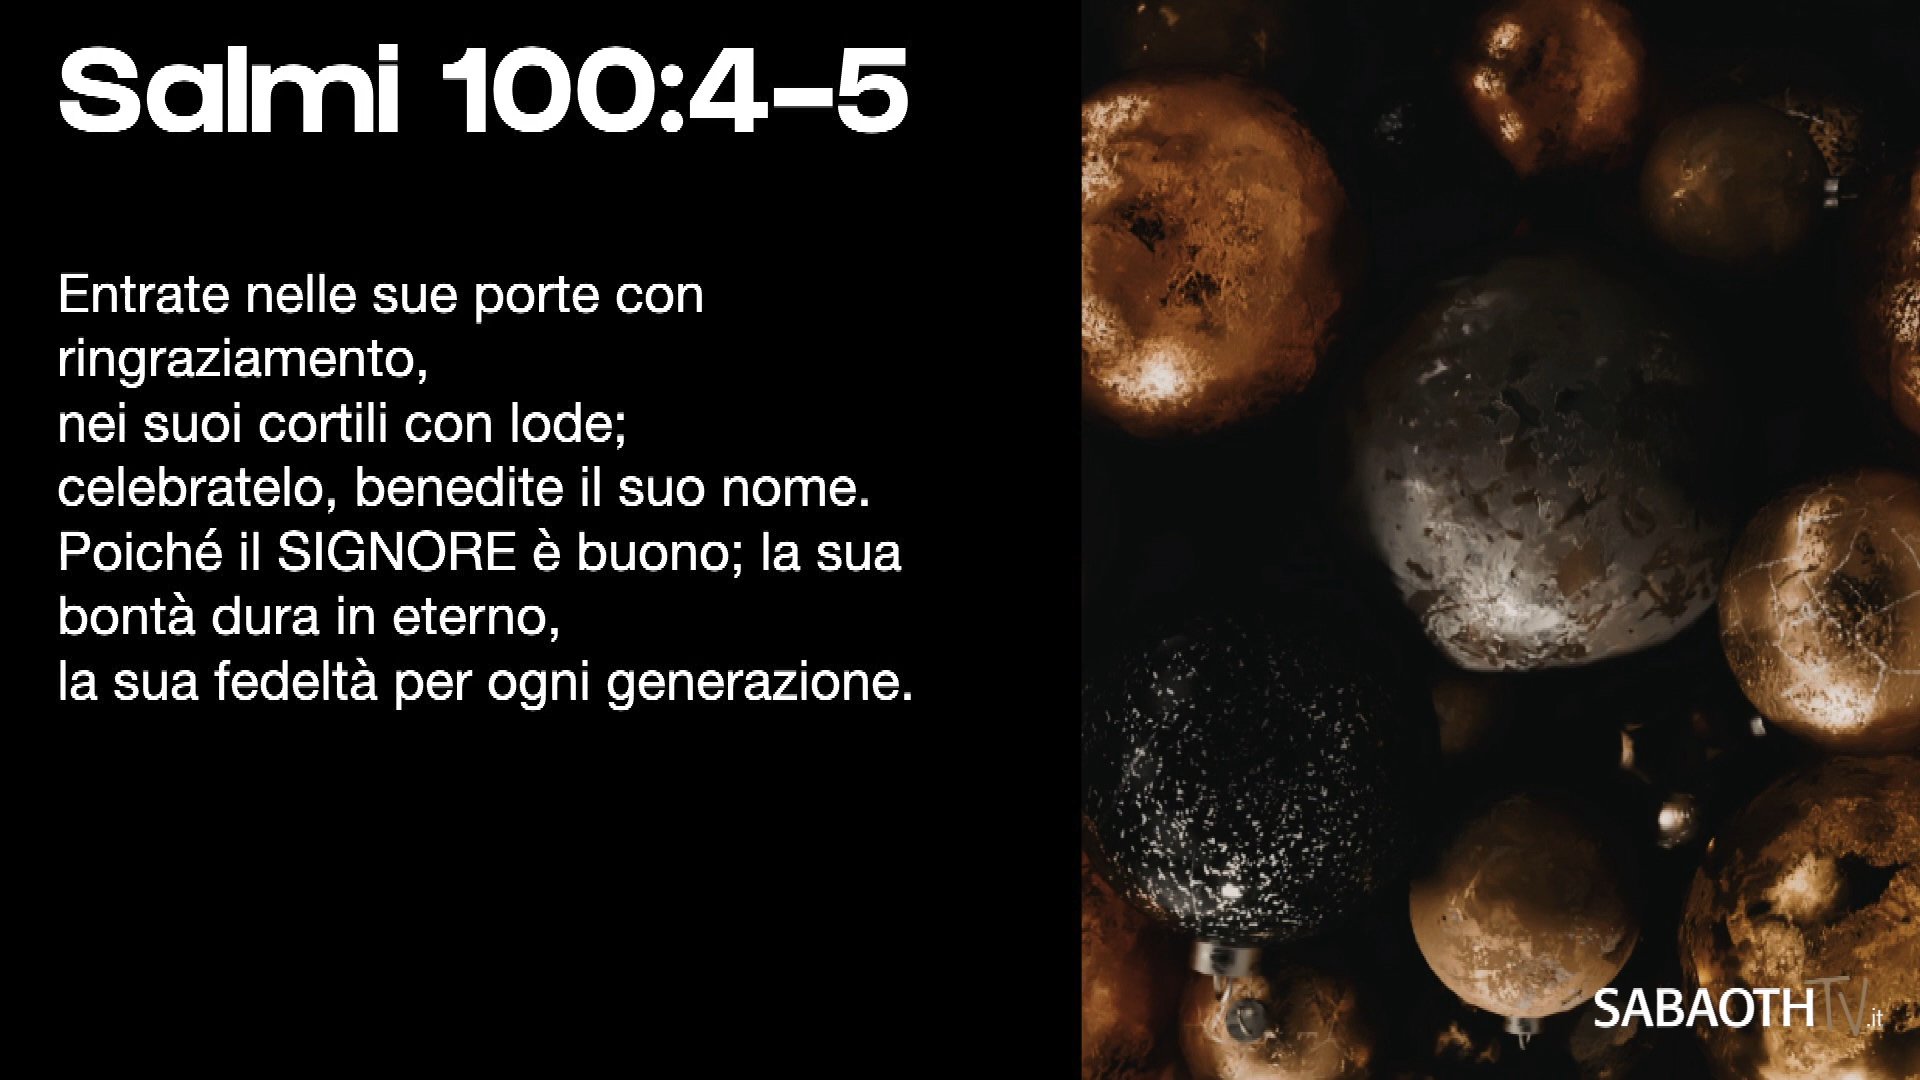 Salmi 100:4–5
Entrate nelle sue porte con
ringraziamento,
nei suoi cortili con lode;
celebratelo, benedite il suo nome.
Poiché il SIGNORE è buono; la sua
bontà dura in eterno,
la sua fedeltà per ogni generazione.
SABAOTHTV.it